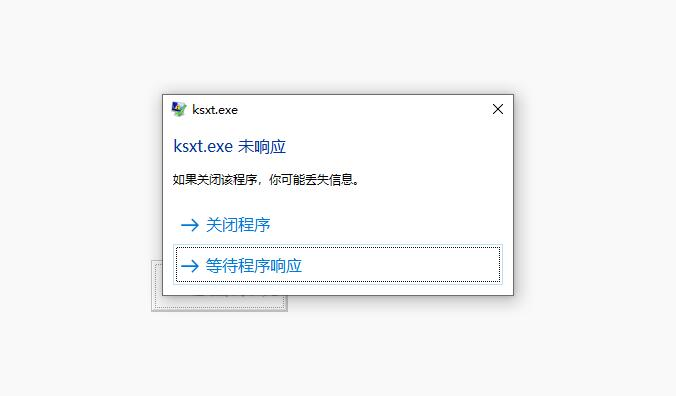 ksxt.exe
ksxt.exe 未响应
如果关闭该程序，你可能丢失信息。
→ 关闭程序
→ 等待程序响应